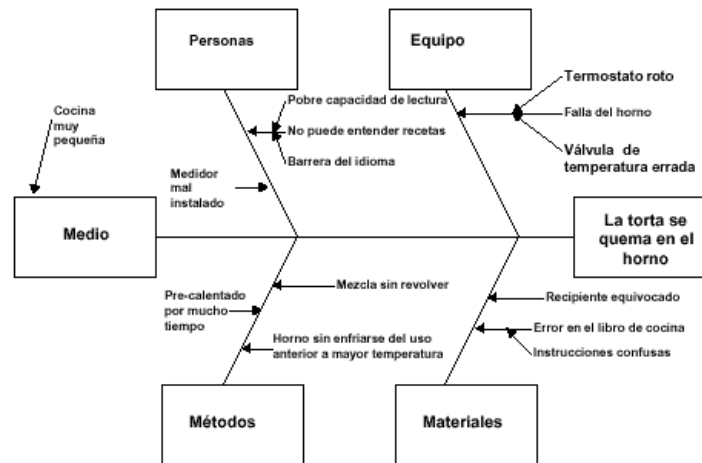 Personas
Equipo
Cocina
muy
pequeña
Pobre capacidad de lectura
No puede entender recetas
Barrera del idioma
Termostato roto
Falla del horno
Válvula de
temperatura errada
Medidor
mal
instalado
Medio
La torta se
quema en el
horno
Mezcla sin revolver
Pre-calentado
por mucho
tiempo
Horno sin enfriarse del uso
anterior a mayor temperatura
Recipiente equivocado
Error en el libro de cocina
Instrucciones confusas
Métodos
Materiales